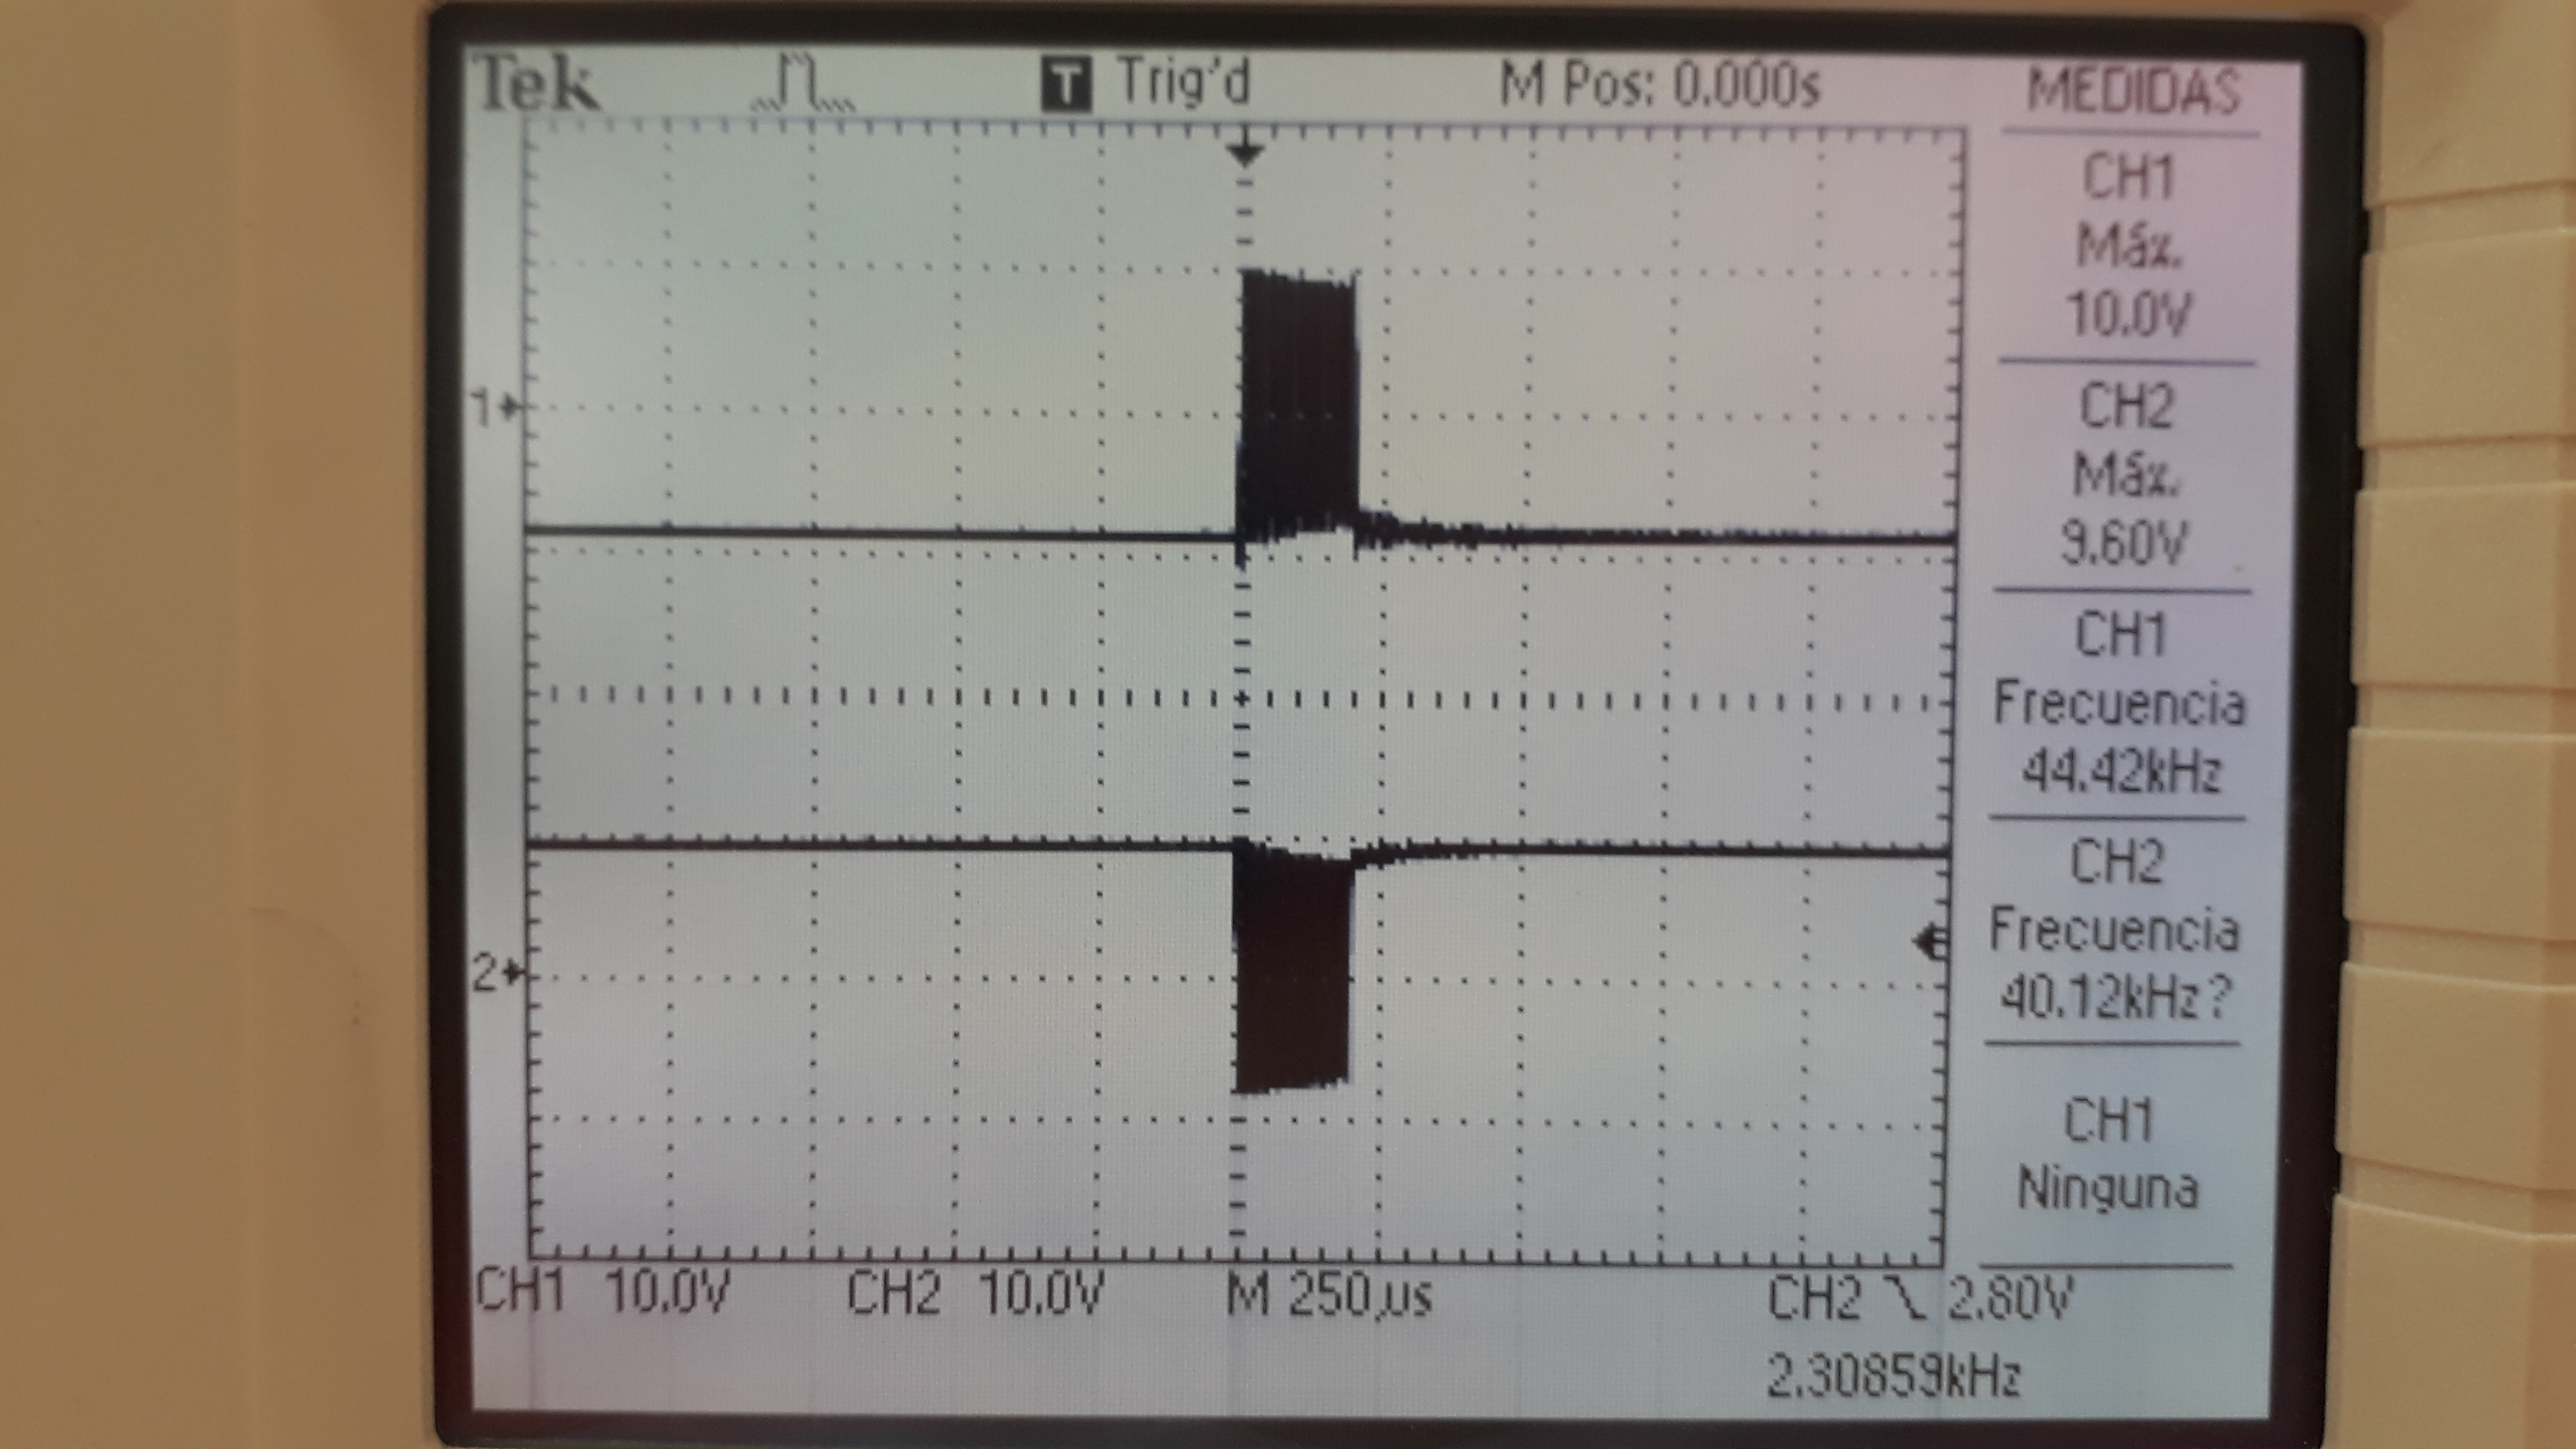 Tek T Trig'd M Pos: 0.000s MEDIDAS
CH1
Máx.
10.0V
1
CH2
Máx.
9.60V
CH1
Frecuencia
44.42kHz
CH2
Frecuencia
40.12kHz?
2
CH1
Ninguna
CH1 10.0V CH2 10.0V M 250µs CH2 2.80V
2.30859kHz